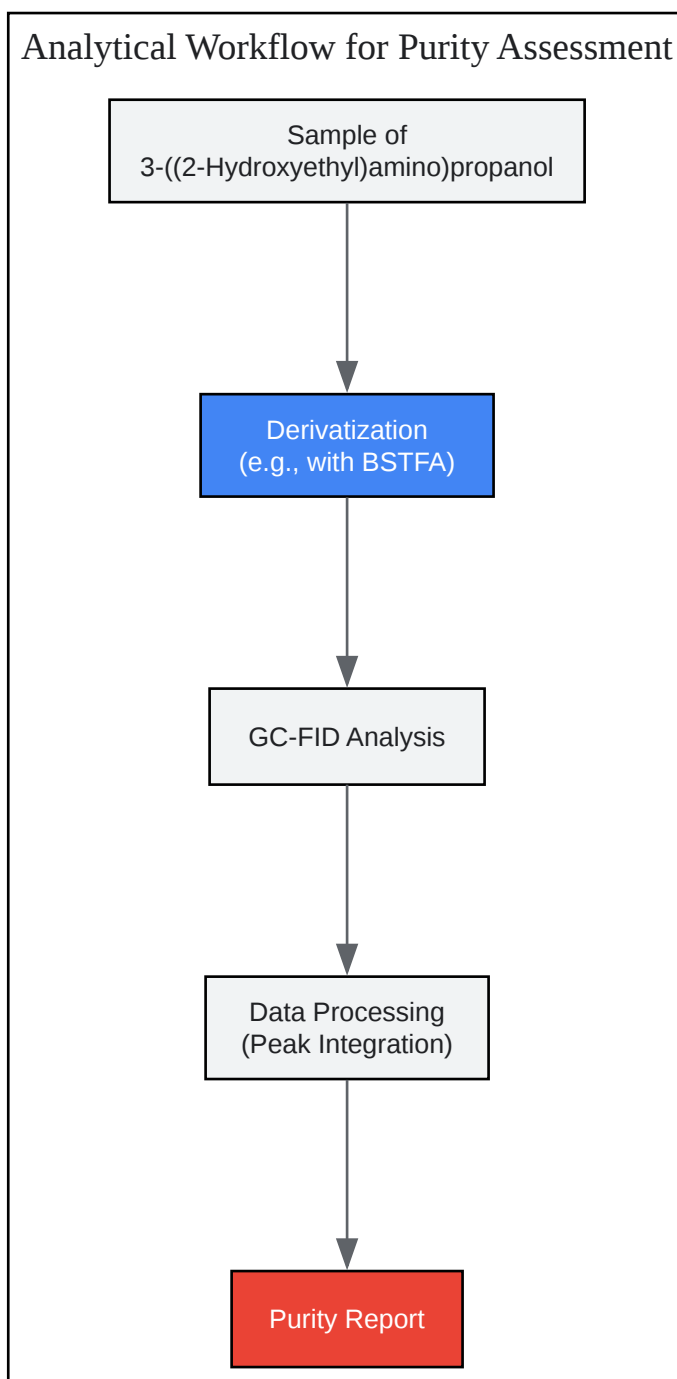 Analytical Workflow for Purity Assessment
Sample of
3-((2-Hydroxyethyl)amino)propanol
Derivatization
(e.g., with BSTFA)
GC-FID Analysis
Data Processing
(Peak Integration)
Purity Report